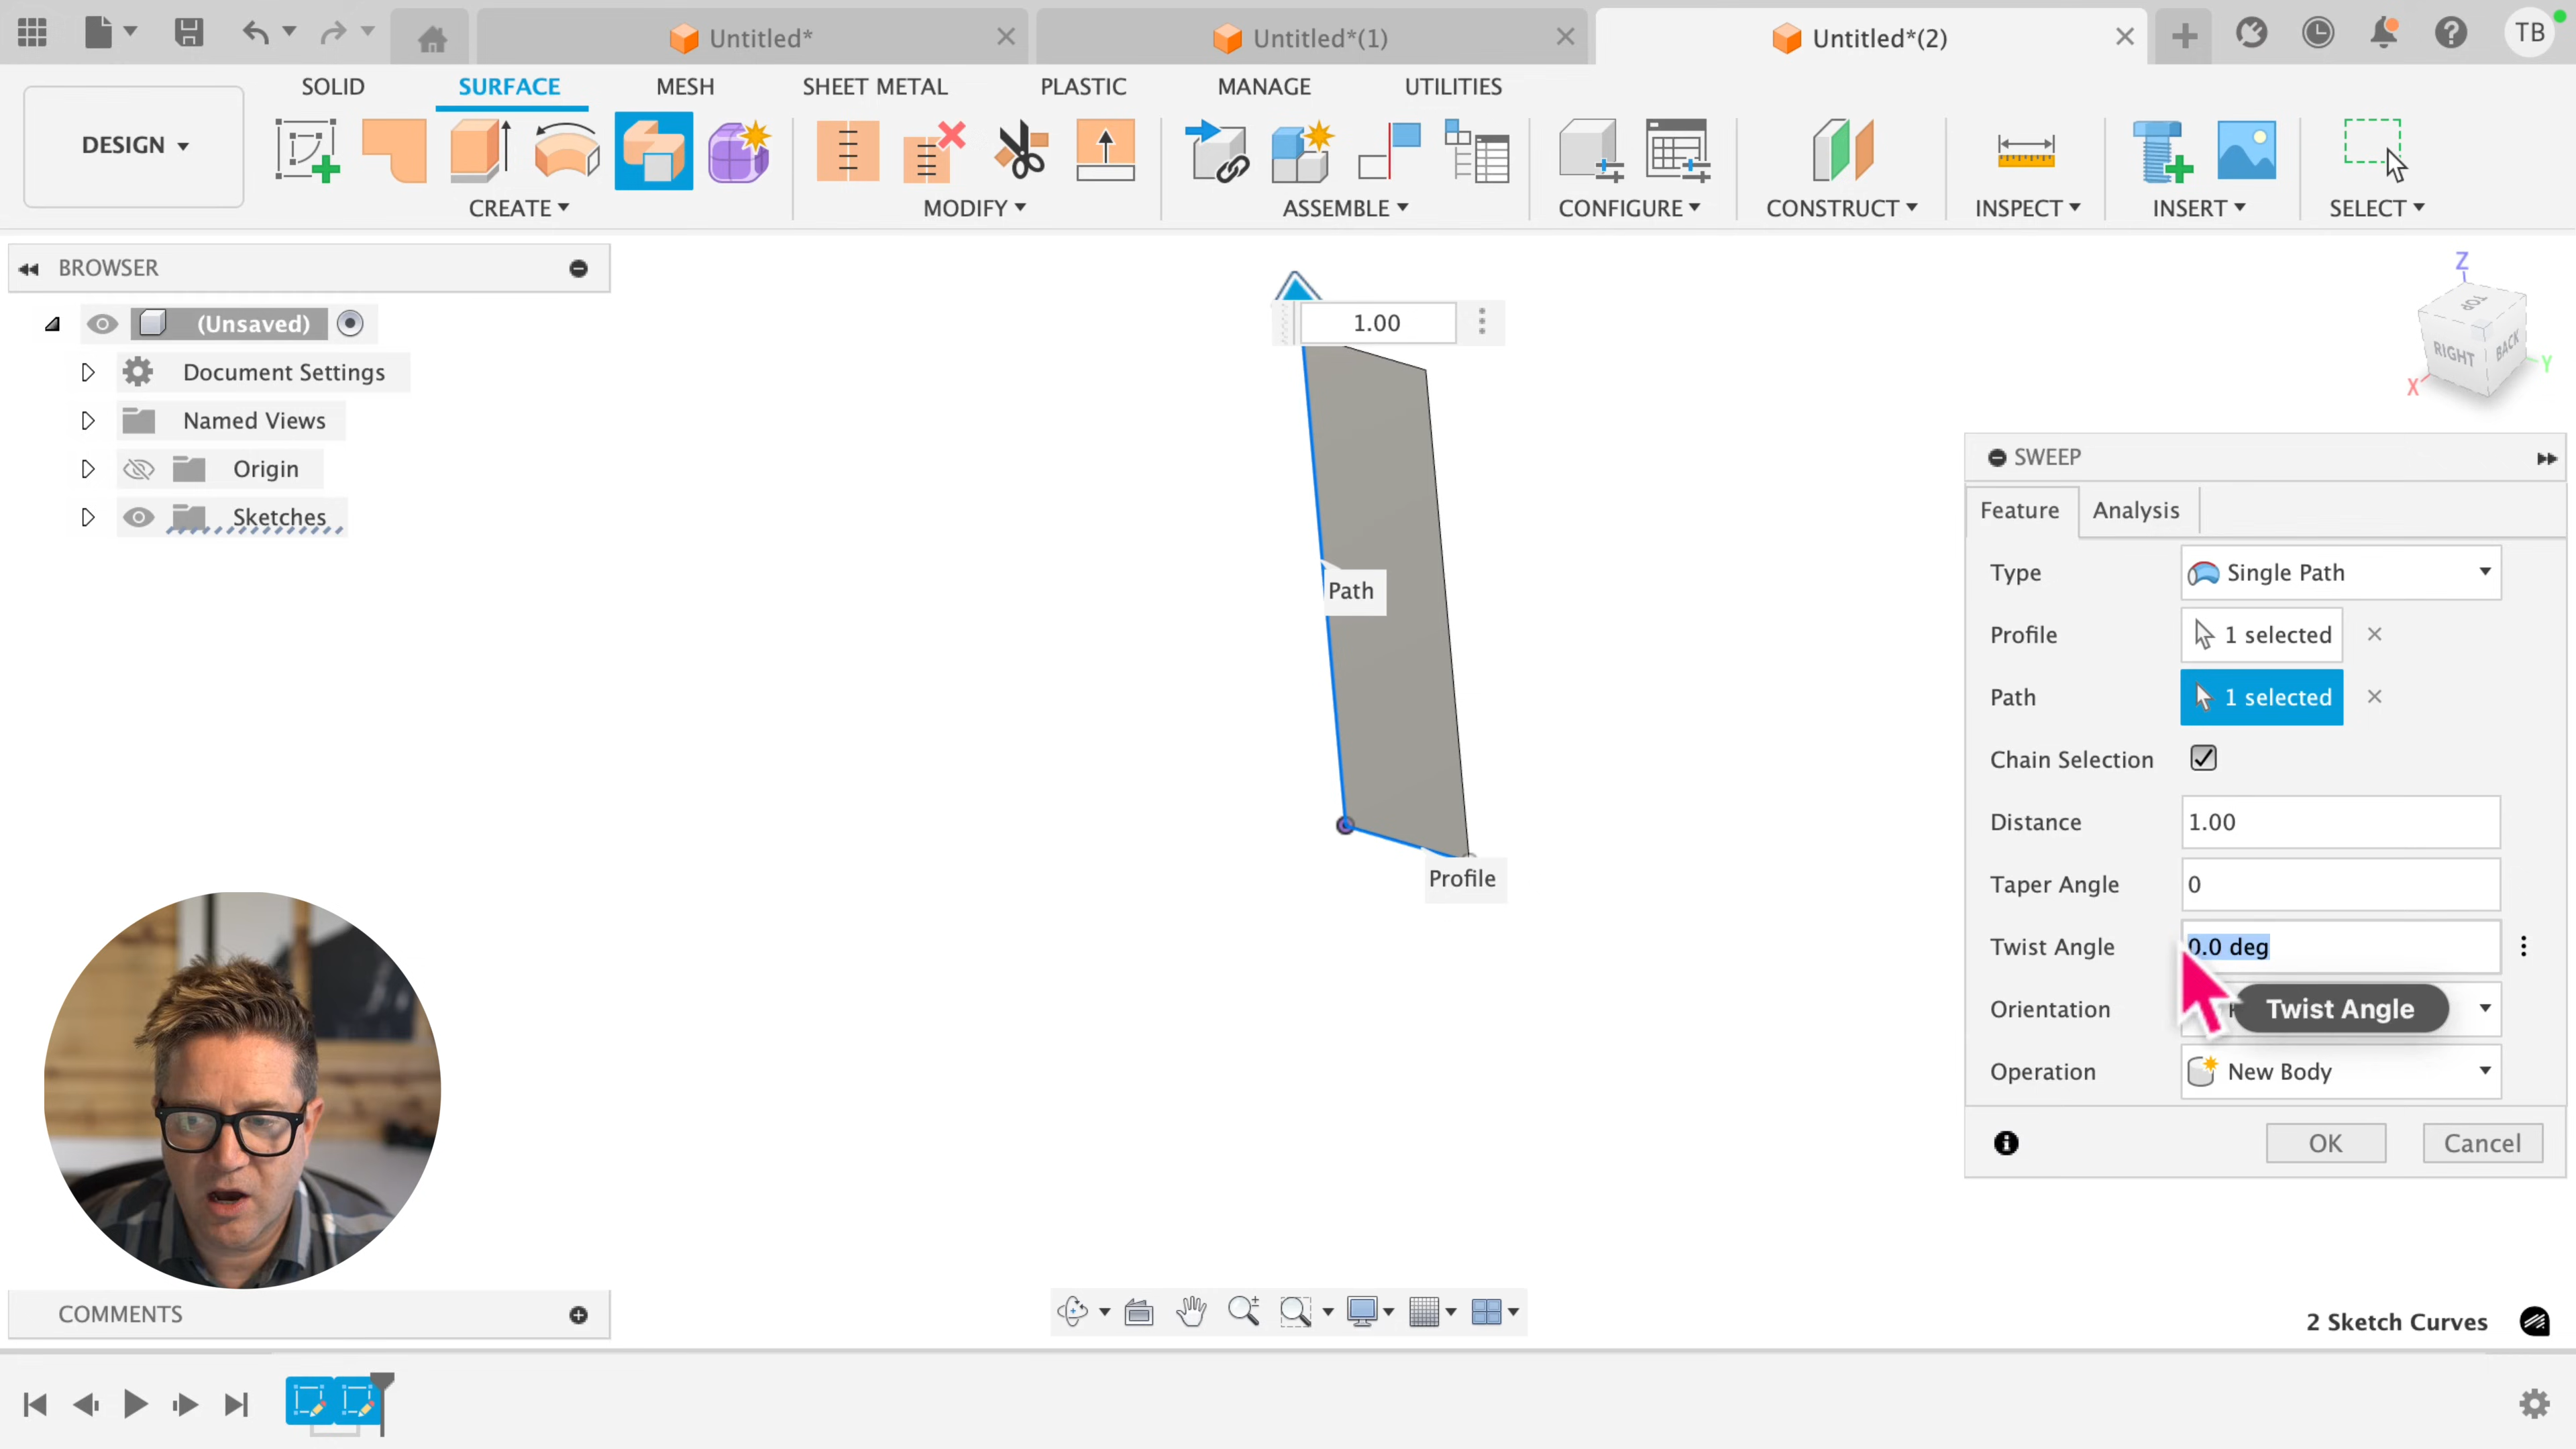 Untitled*
Untitled*(1)
Untitled*(2)
TB
DESIGN
SOLID
SURFACE
MESH
SHEET METAL
PLASTIC
MANAGE
UTILITIES
CREATE
MODIFY
ASSEMBLE
CONFIGURE
CONSTRUCT
INSPECT
INSERT
SELECT
BROWSER
(Unsaved)
Document Settings
Named Views
Origin
Sketches
1.00
Path
Profile
Z
TOP
RIGHT
BACK
X
Y
SWEEP
Feature
Analysis
Type
Single Path
Profile
1 selected
Path
1 selected
Chain Selection
Distance
1.00
Taper Angle
0
Twist Angle
0.0 deg
Orientation
Twist Angle
Operation
New Body
OK
Cancel
COMMENTS
2 Sketch Curves